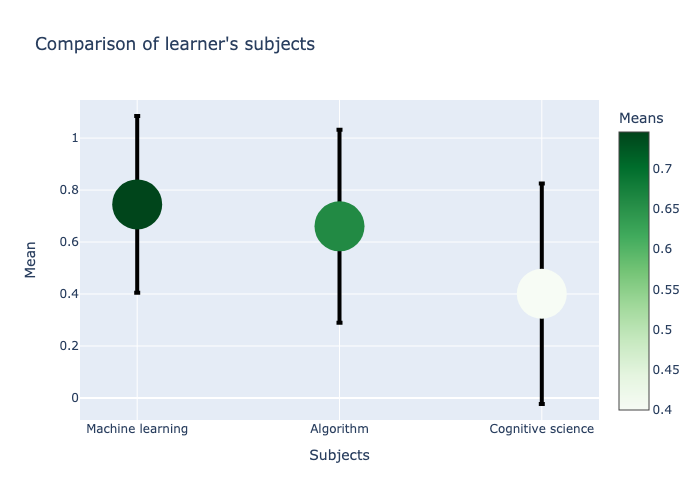 Comparison of learner's subjects
Means
1
0.8
0.6
0.4
0.2
0
Mean
0.7
0.65
0.6
0.55
0.5
0.45
0.4
Machine learning
Algorithm
Cognitive science
Subjects